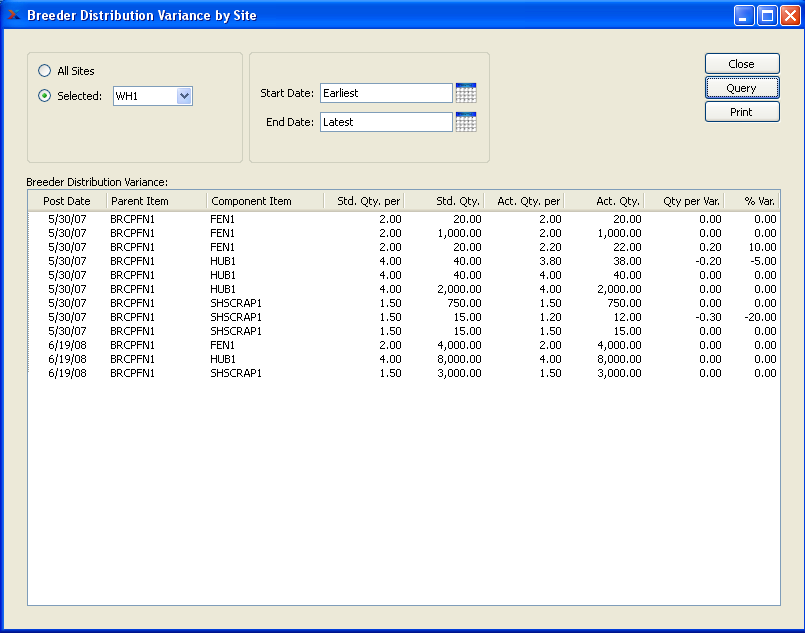 Breeder Distribution Variance by Site
All Sites
Selected: WH1
Start Date: Earliest
End Date: Latest
Close
Query
Print
Breeder Distribution Variance:
Post Date Parent Item Component Item Std. Qty. per Std. Qty. Act. Qty. per Act. Qty. Qty per Var. % Var.
5/30/07 BRCPFN1 FEN1 2.00 20.00 2.00 20.00 0.00 0.00
5/30/07 BRCPFN1 FEN1 2.00 1,000.00 2.00 1,000.00 0.00 0.00
5/30/07 BRCPFN1 FEN1 2.00 20.00 2.20 22.00 0.20 10.00
5/30/07 BRCPFN1 HUB1 4.00 40.00 3.80 38.00 -0.20 -5.00
5/30/07 BRCPFN1 HUB1 4.00 40.00 4.00 40.00 0.00 0.00
5/30/07 BRCPFN1 HUB1 4.00 2,000.00 4.00 2,000.00 0.00 0.00
5/30/07 BRCPFN1 SHSCRAP1 1.50 750.00 1.50 750.00 0.00 0.00
5/30/07 BRCPFN1 SHSCRAP1 1.50 15.00 1.20 12.00 -0.30 -20.00
5/30/07 BRCPFN1 SHSCRAP1 1.50 15.00 1.50 15.00 0.00 0.00
6/19/08 BRCPFN1 FEN1 2.00 4,000.00 2.00 4,000.00 0.00 0.00
6/19/08 BRCPFN1 HUB1 4.00 8,000.00 4.00 8,000.00 0.00 0.00
6/19/08 BRCPFN1 SHSCRAP1 1.50 3,000.00 1.50 3,000.00 0.00 0.00